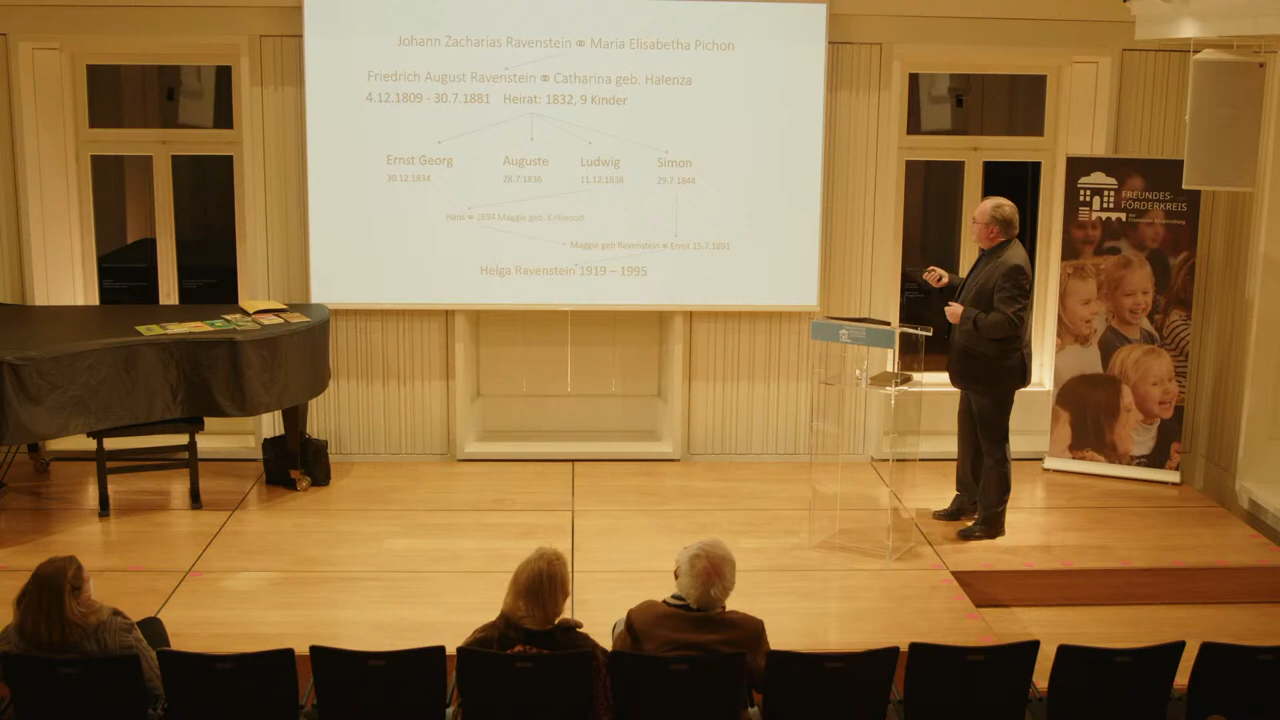 Johann Zacharias Ravenstein ⚭ Maria Elisabetha Pichon
Friedrich August Ravenstein ⚭ Catharina geb. Halenza
4.12.1809 - 30.7.1881 Heirat: 1832, 9 Kinder
Ernst Georg Auguste Ludwig Simon
30.12.1834 28.7.1836 11.12.1838 29.7.1844
Hans ⚭ 1894 Maggie geb. Kirkwood
Maggie geb Ravenstein ⚭ Ernst 15.7.1891
Helga Ravenstein 1919 – 1995
FREUNDES-
FÖRDERKREIS
der